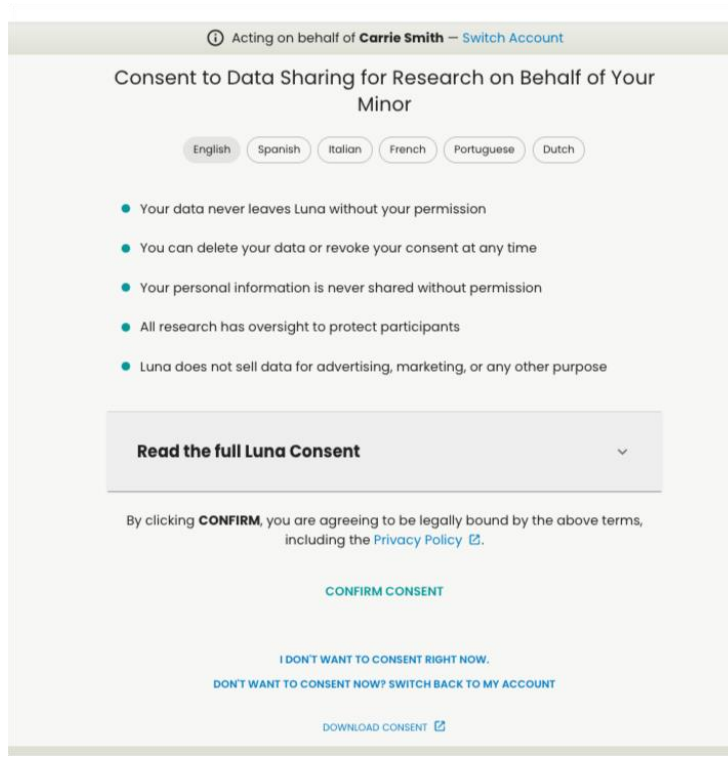 Acting on behalf of Carrie Smith — Switch Account
Consent to Data Sharing for Research on Behalf of Your
Minor
English Spanish Italian French Portuguese Dutch
Your data never leaves Luna without your permission
You can delete your data or revoke your consent at any time
Your personal information is never shared without permission
All research has oversight to protect participants
Luna does not sell data for advertising, marketing, or any other purpose
Read the full Luna Consent
By clicking CONFIRM, you are agreeing to be legally bound by the above terms,
including the Privacy Policy.
CONFIRM CONSENT
I DON'T WANT TO CONSENT RIGHT NOW.
DON'T WANT TO CONSENT NOW? SWITCH BACK TO MY ACCOUNT
DOWNLOAD CONSENT